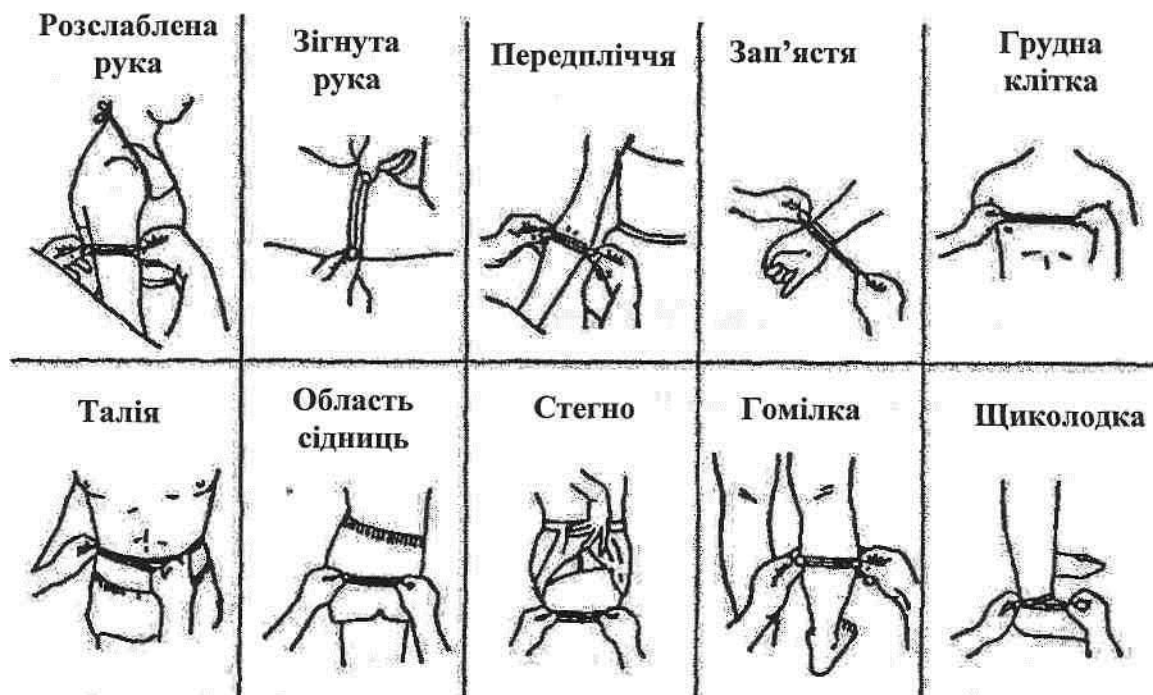 Розслаблена
рука
Зігнута
рука
Передпліччя
Зап’ястя
Грудна
клітка
Талія
Область
сідниць
Стегно
Гомілка
Щиколодка